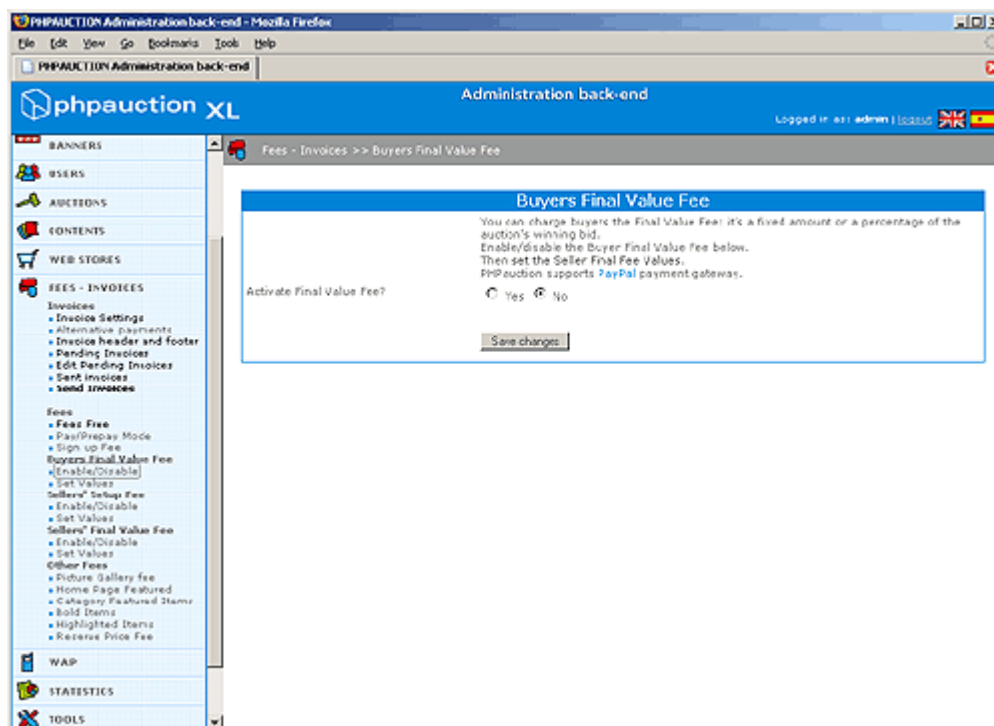 PHPAUCTION Administration back-end - Mozilla Firefox
File Edit View Go Bookmarks Tools Help
PHPAUCTION Administration back-end
phpauction XL
Administration back-end
Logged in as: admin | logout
BANNERS
USERS
AUCTIONS
CONTENTS
WEB STORES
FEES - INVOICES
Invoices
Invoice Settings
Alternative payments
Invoice header and footer
Pending Invoices
Edit Pending Invoices
Sent invoices
Send Invoices
Fees
Fees Free
Pay/Prepay Mode
Sign up Fee
Buyers Final Value Fee
Enable/Disable
Set Values
Sellers' Setup Fee
Enable/Disable
Set Values
Sellers' Final Value Fee
Enable/Disable
Set Values
Other Fees
Picture Gallery fee
Home Page Featured
Category Featured Items
Bold Items
Highlighted Items
Reserve Price Fee
WAP
STATISTICS
TOOLS
Fees - Invoices >> Buyers Final Value Fee
Buyers Final Value Fee
You can charge buyers the Final Value Fee: it's a fixed amount or a percentage of the
auction's winning bid.
Enable/disable the Buyer Final Value Fee below.
Then set the Seller Final Fee Values.
PHPauction supports PayPal payment gateway.
Activate Final Value Fee?
Yes No
Save changes